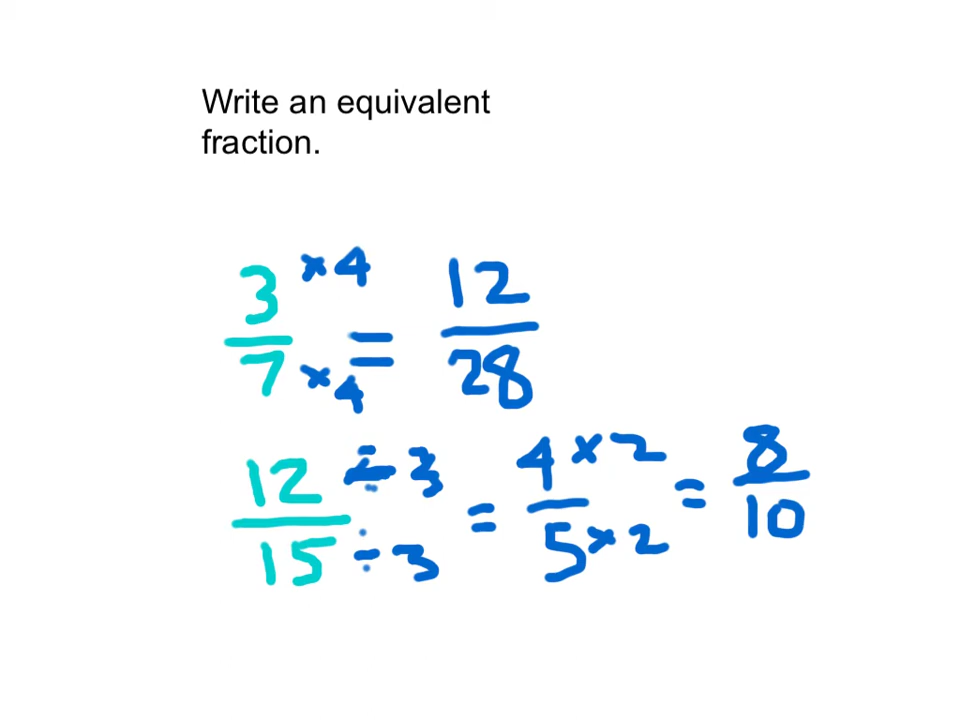 Write an equivalent
fraction.
3/7 ×4 ×4 = 12/28
12/15 ÷3 ÷3 = 4/5 ×2 ×2 = 8/10